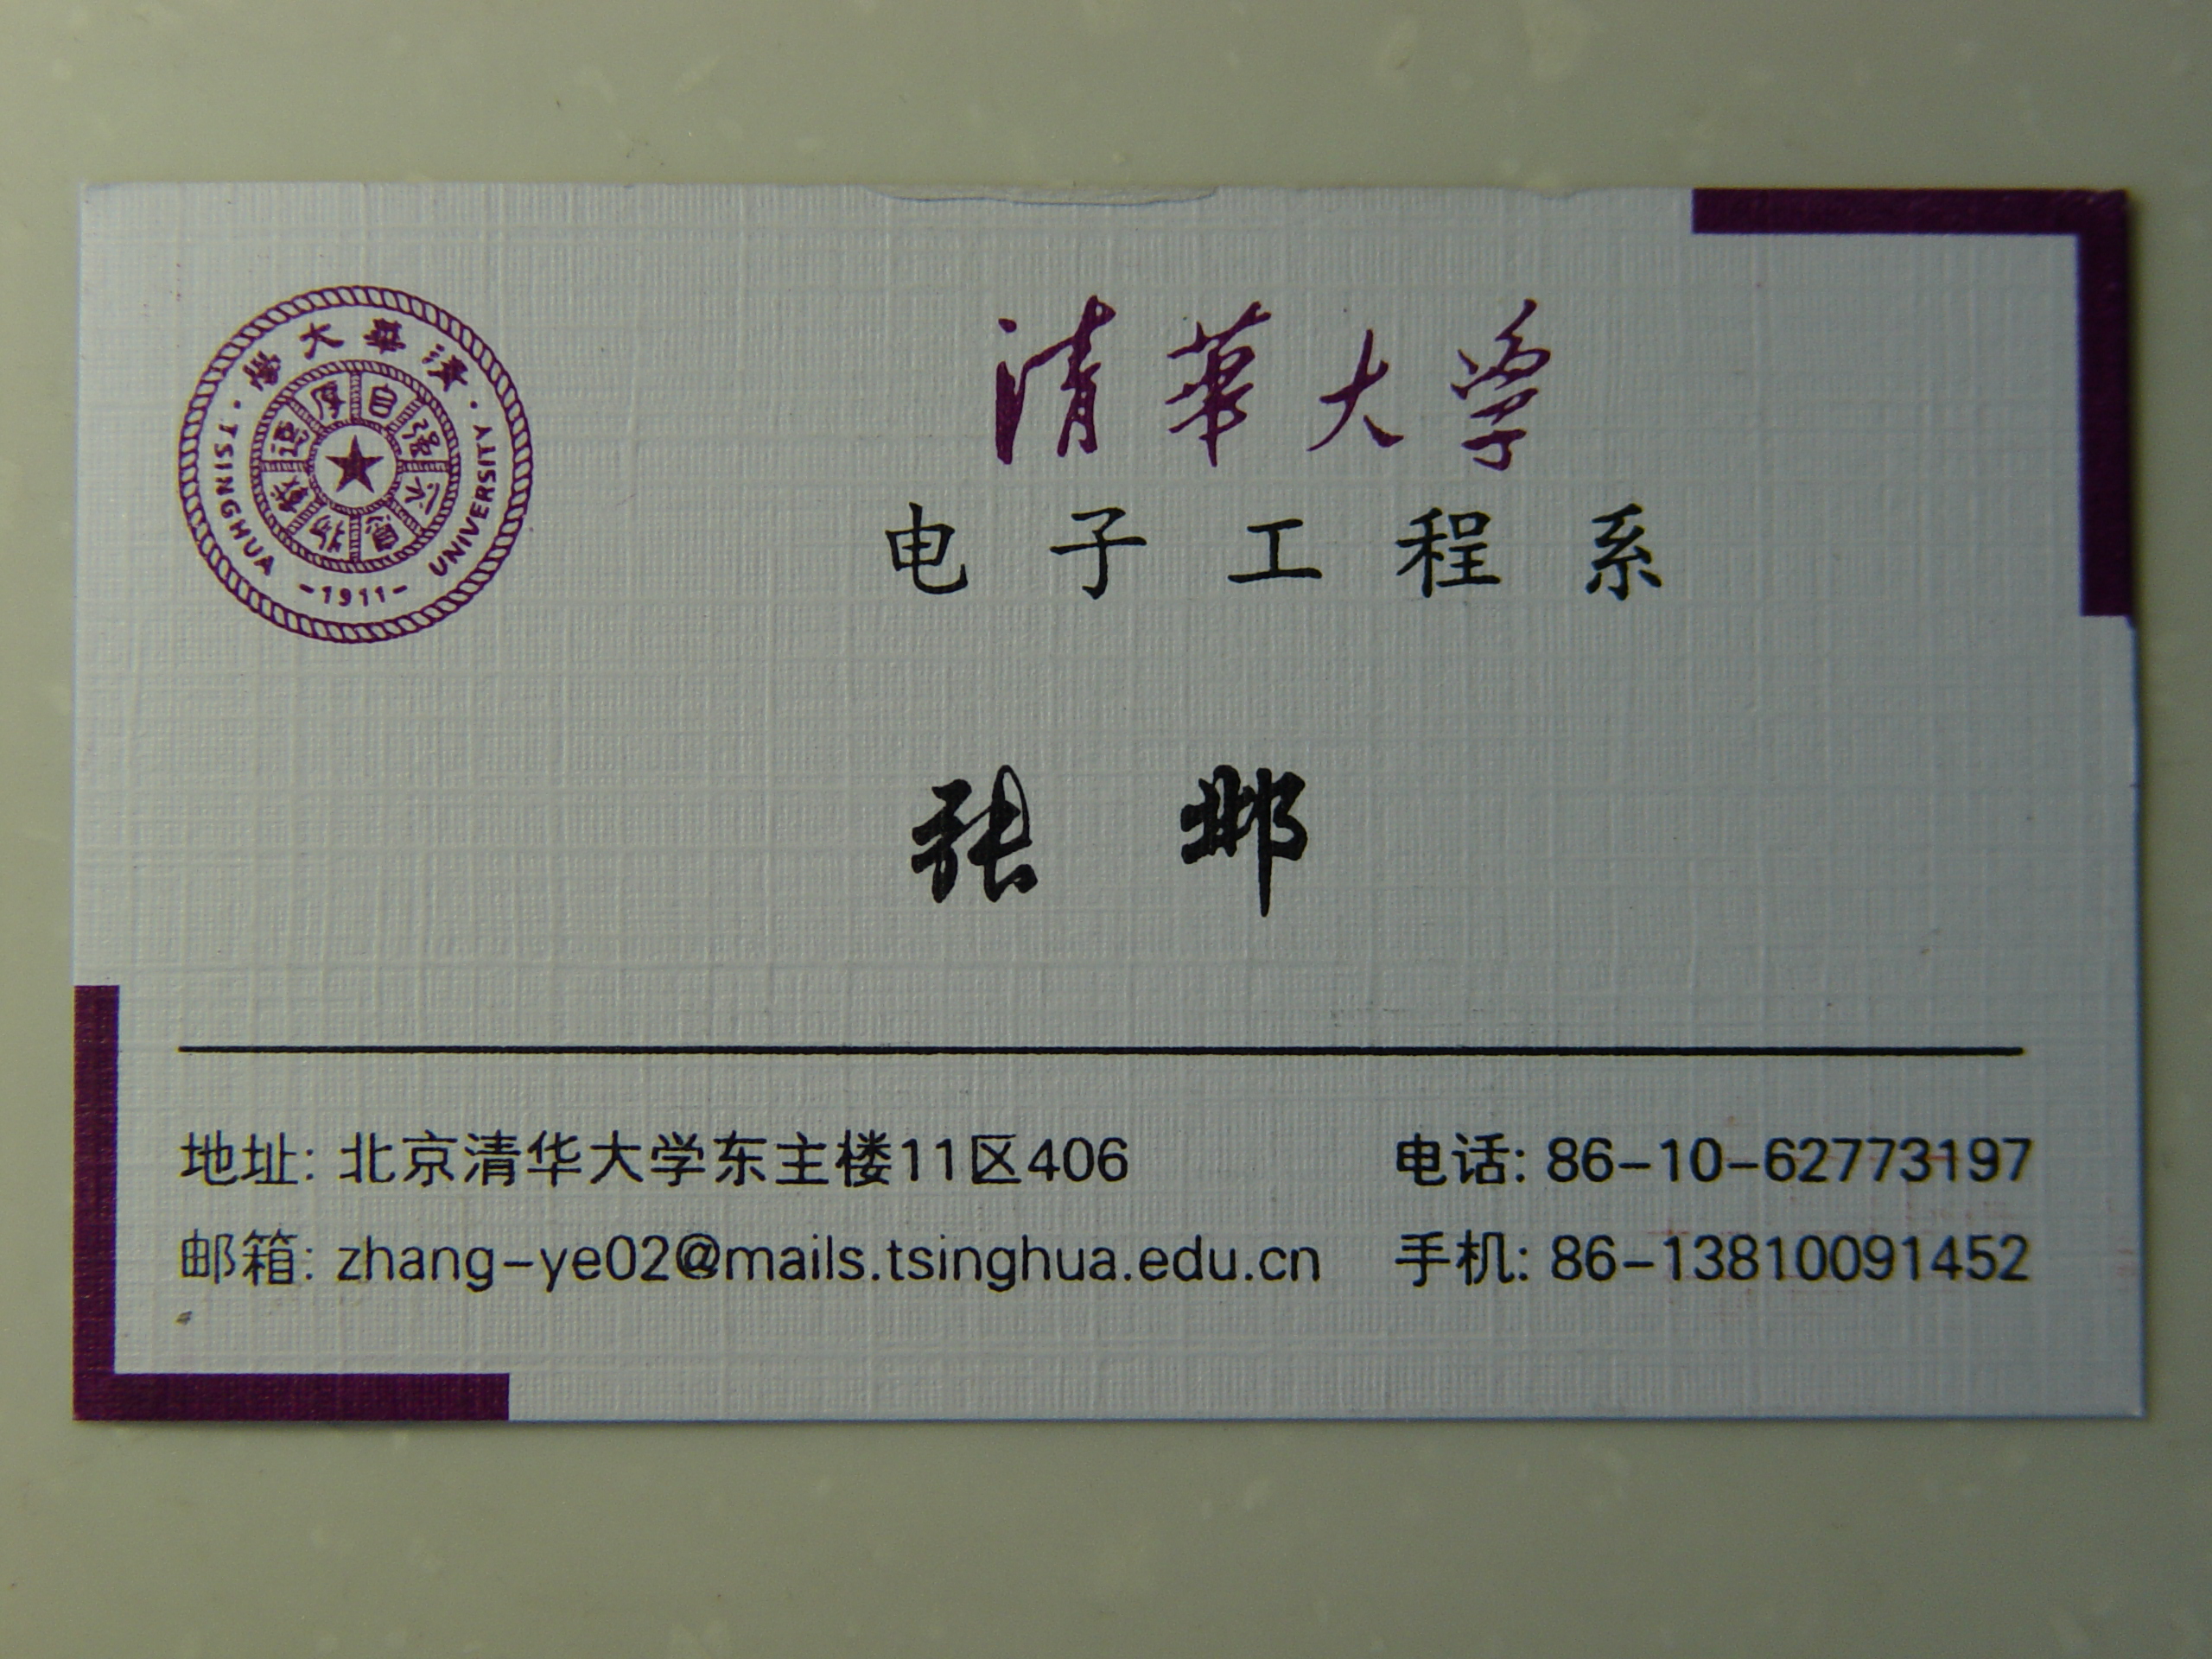 清華大學
TSINGHUA -1911- UNIVERSITY
自强不息
厚德載物
清華大学
电子工程系
张邺
地址: 北京清华大学东主楼11区406
电话: 86-10-62773197
邮箱: zhang-ye02@mails.tsinghua.edu.cn
手机: 86-13810091452